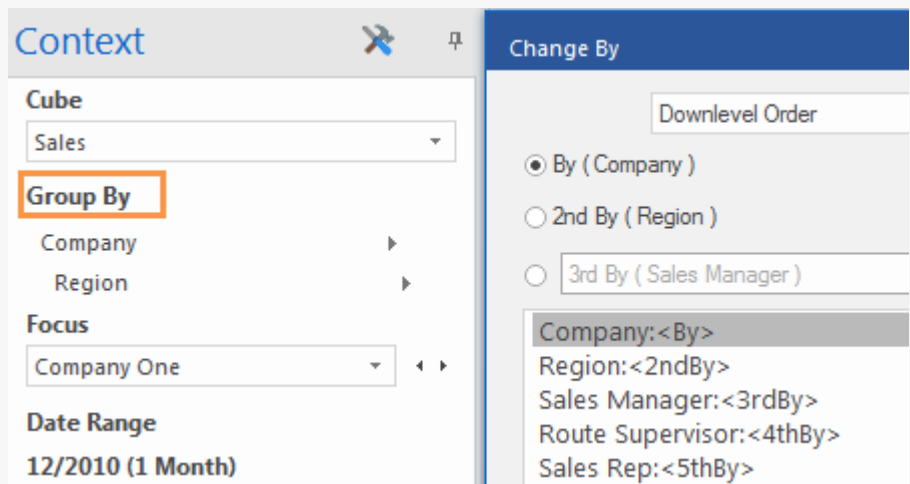 Context
Cube
Sales
Group By
Company
Region
Focus
Company One
Date Range
12/2010 (1 Month)
Change By
Downlevel Order
By ( Company )
2nd By ( Region )
3rd By ( Sales Manager )
Company:<By>
Region:<2ndBy>
Sales Manager:<3rdBy>
Route Supervisor:<4thBy>
Sales Rep:<5thBy>